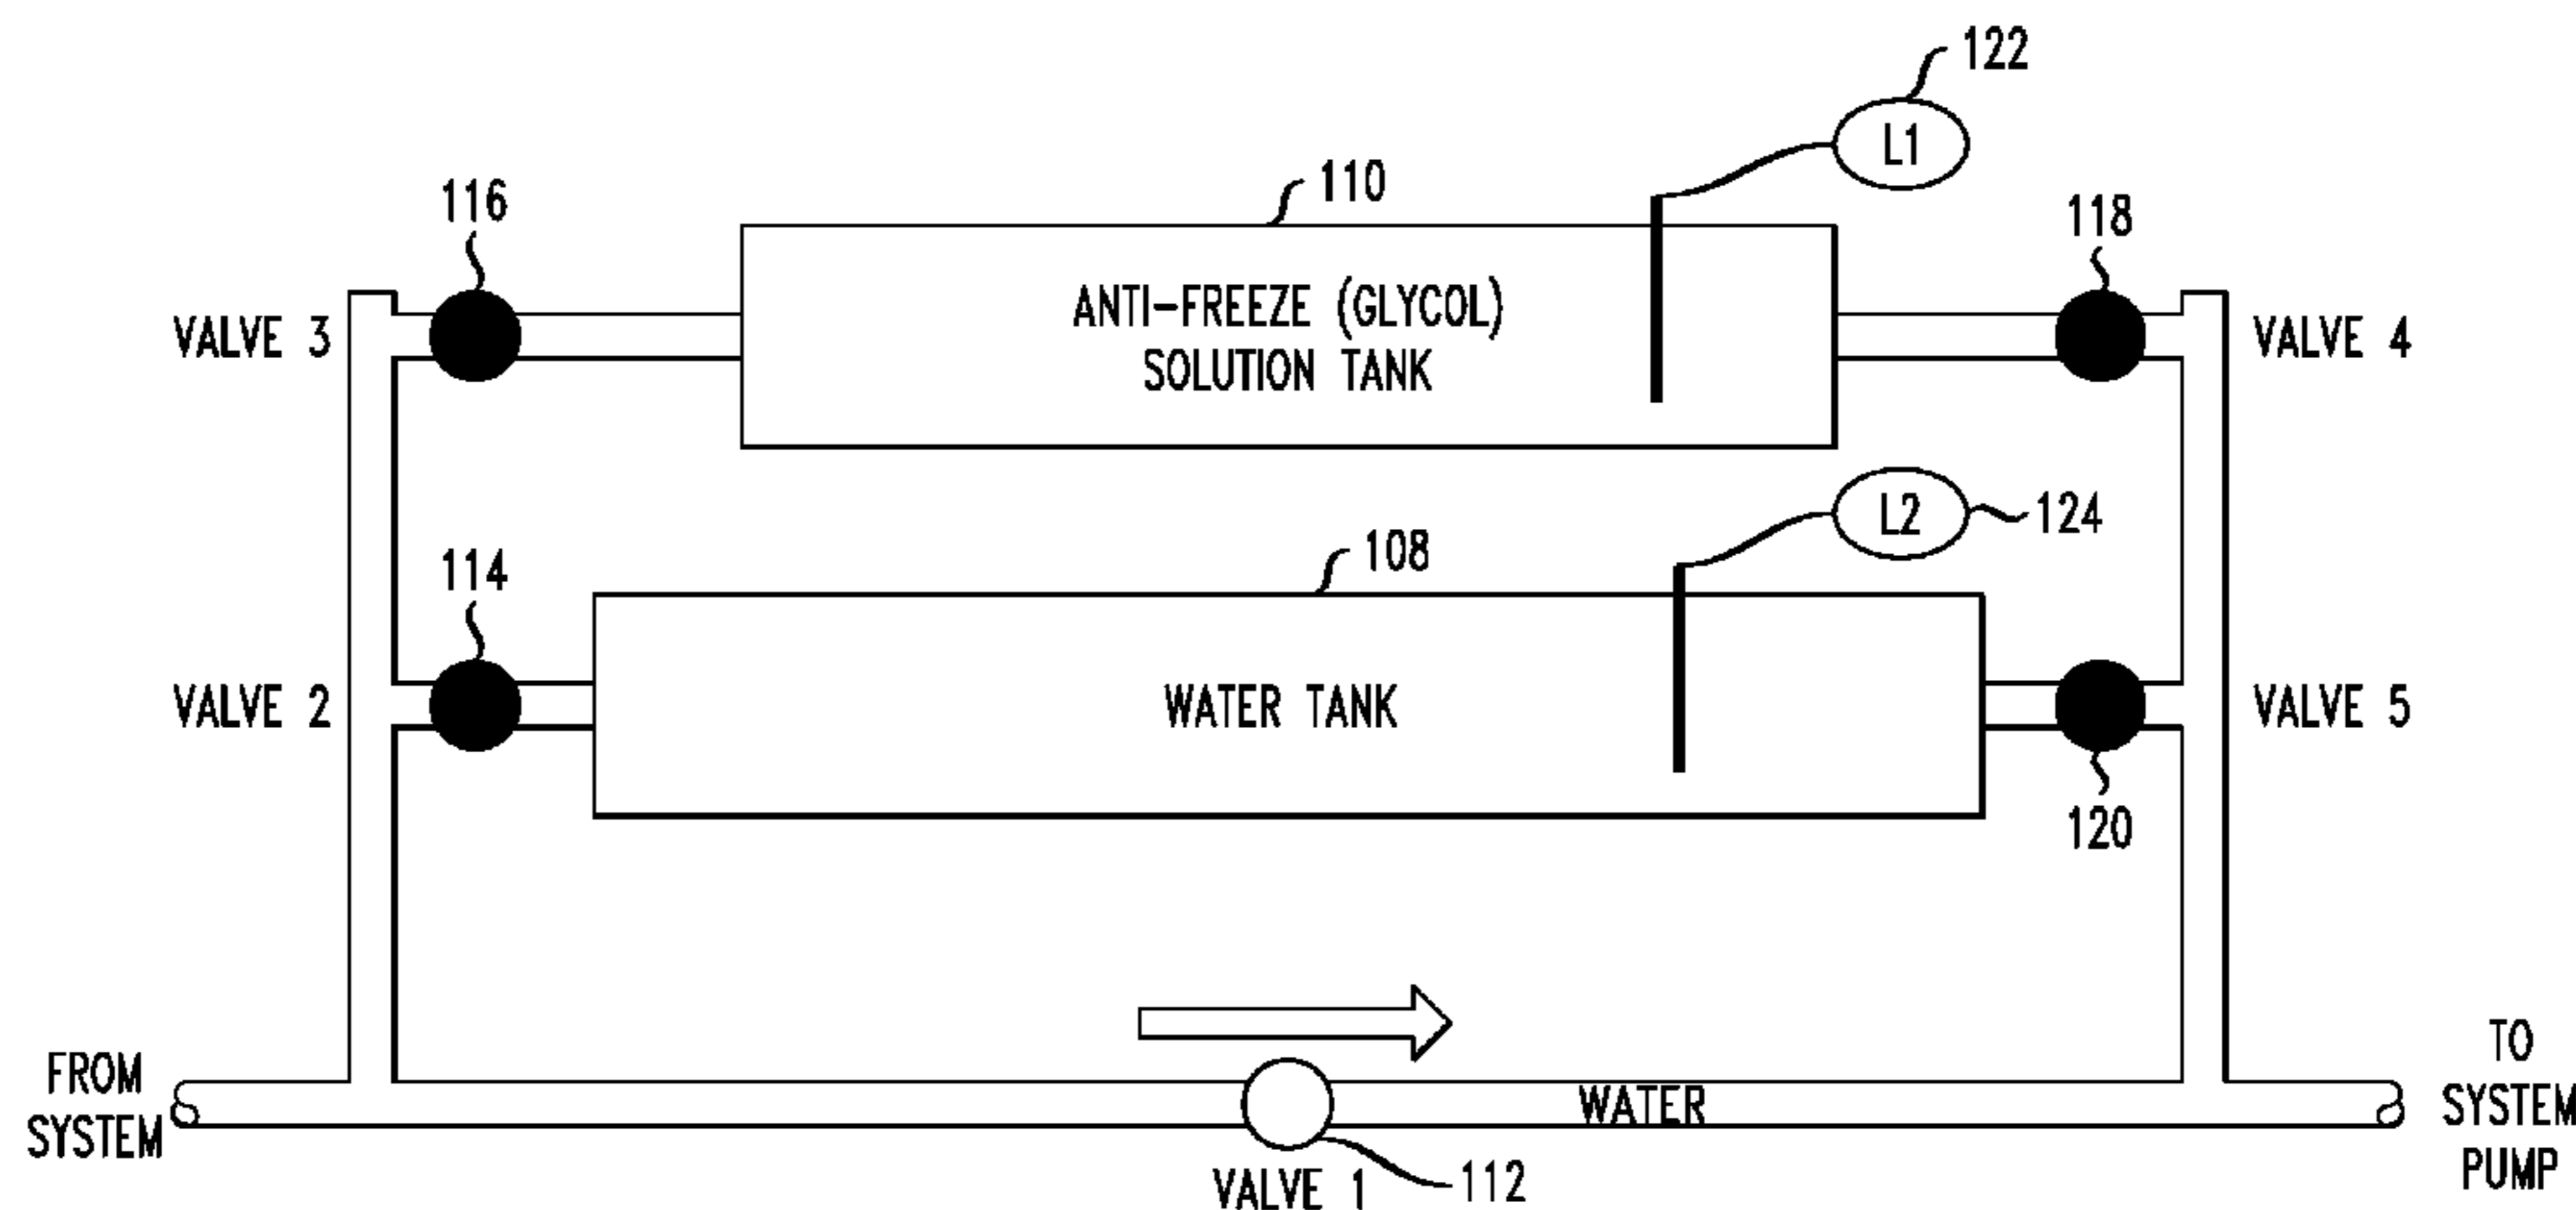 122
L1
110
116
118
ANTI-FREEZE (GLYCOL)
SOLUTION TANK
VALVE 3
VALVE 4
L2
124
108
114
WATER TANK
VALVE 2
VALVE 5
120
FROM
SYSTEM
WATER
TO
SYSTEM
PUMP
VALVE 1
112